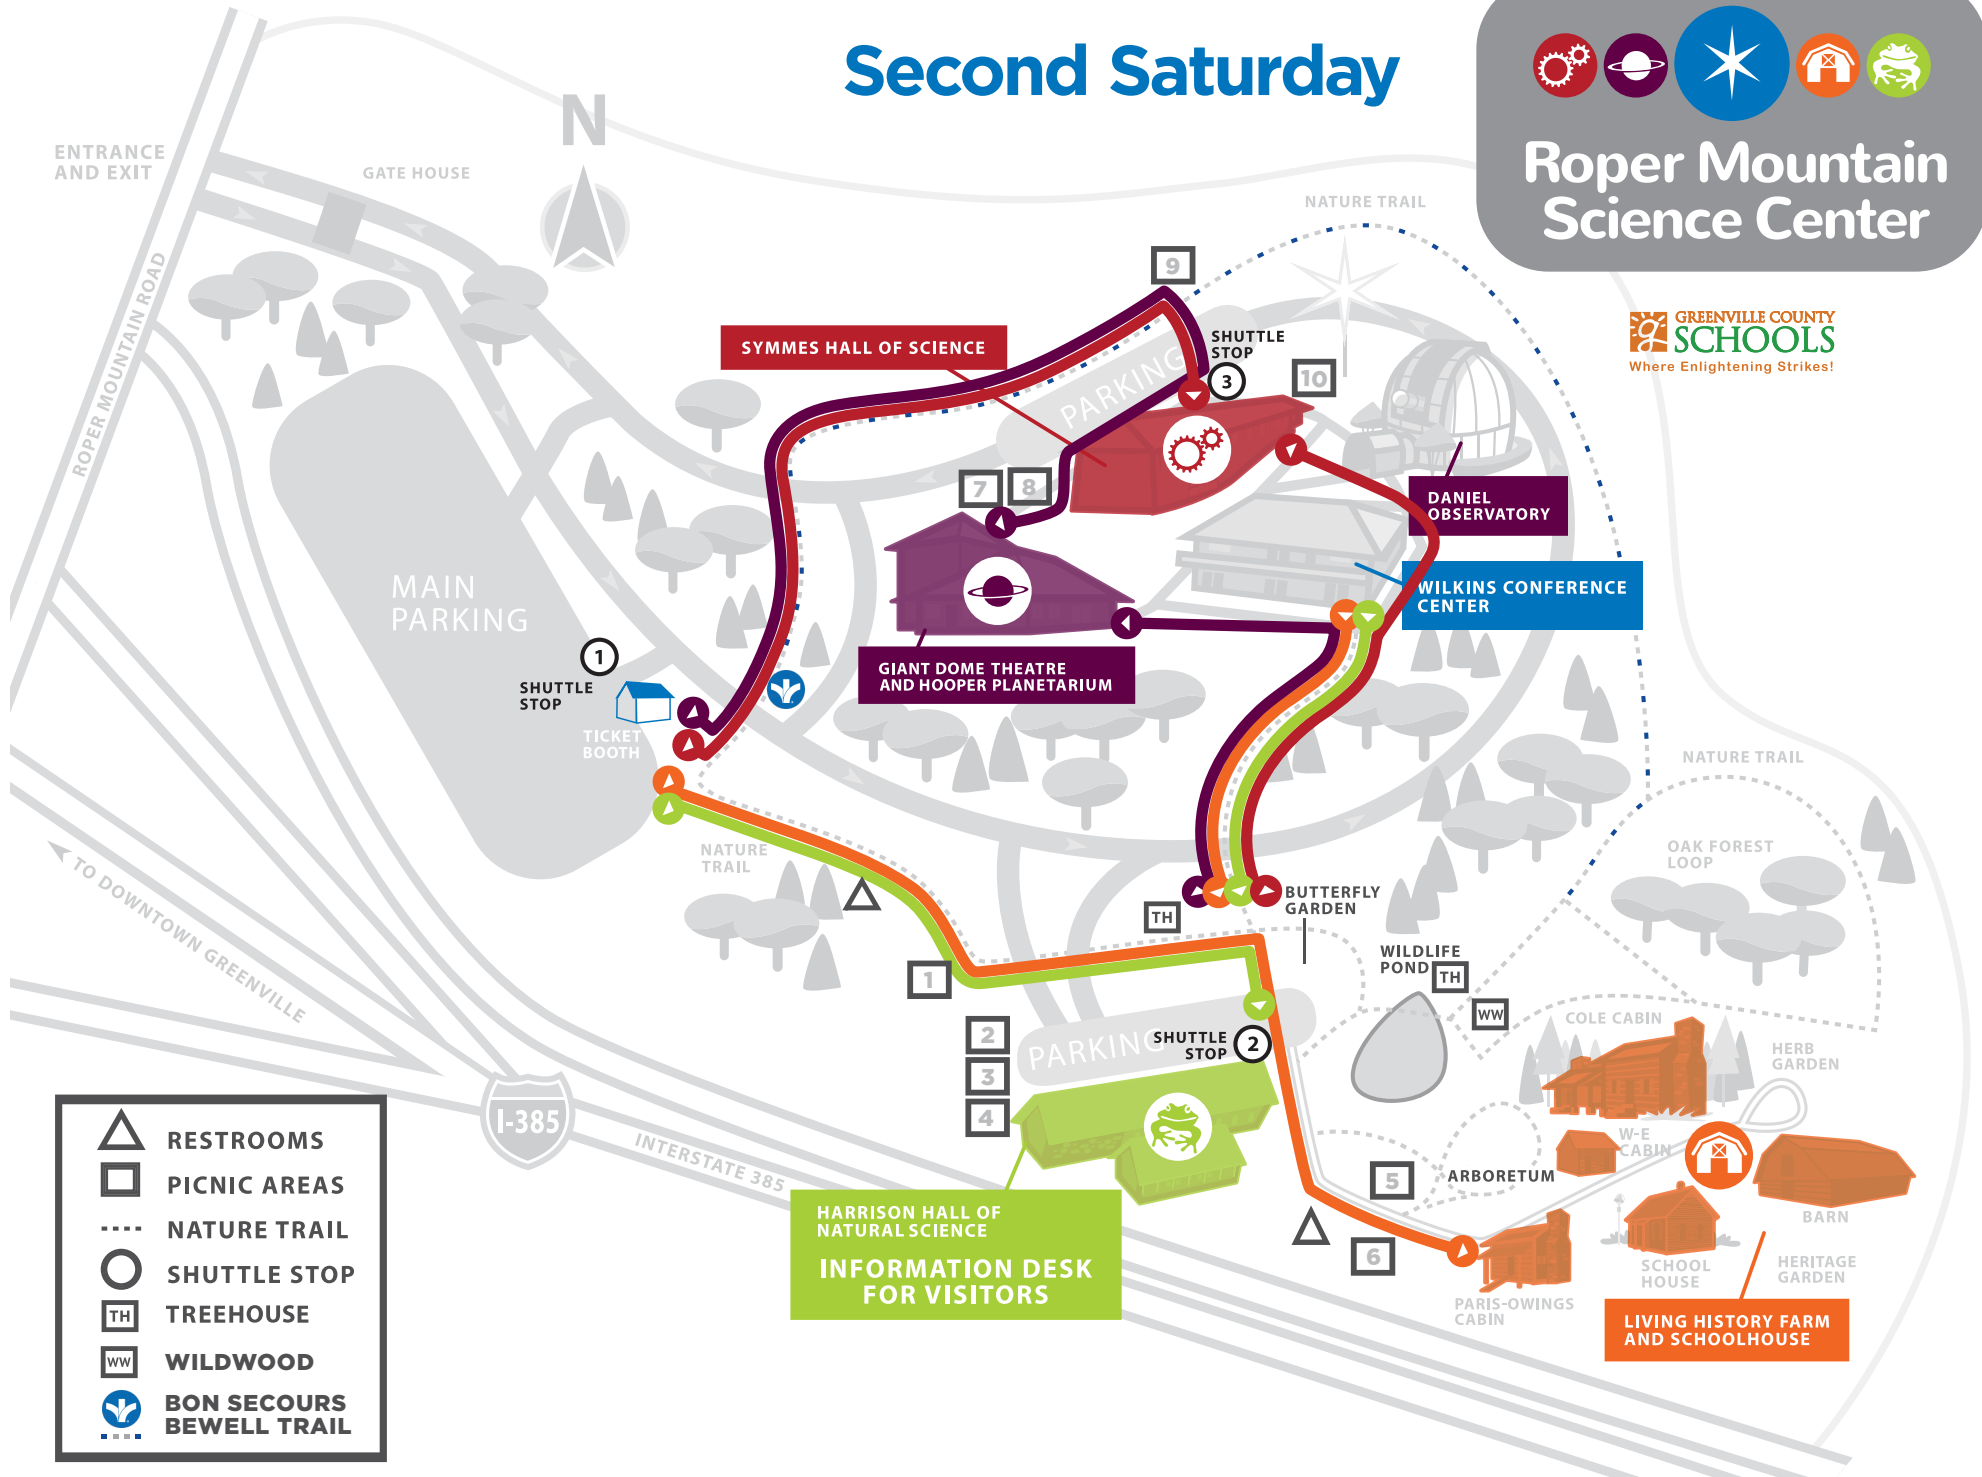 Second Saturday
Roper Mountain
Science Center
GREENVILLE COUNTY
SCHOOLS
Where Enlightening Strikes!
N
ENTRANCE
AND EXIT
GATE HOUSE
ROPER MOUNTAIN ROAD
NATURE TRAIL
9
SYMMES HALL OF SCIENCE
SHUTTLE
STOP
3
10
PARKING
7
8
DANIEL
OBSERVATORY
WILKINS CONFERENCE
CENTER
MAIN
PARKING
1
SHUTTLE
STOP
TICKET
BOOTH
GIANT DOME THEATRE
AND HOOPER PLANETARIUM
NATURE TRAIL
OAK FOREST
LOOP
NATURE
TRAIL
TO DOWNTOWN GREENVILLE
TH
BUTTERFLY
GARDEN
WILDLIFE
POND
TH
WW
1
2
3
4
PARKING
SHUTTLE
STOP
2
COLE CABIN
HERB
GARDEN
W-E
CABIN
ARBORETUM
5
6
BARN
SCHOOL
HOUSE
HERITAGE
GARDEN
PARIS-OWINGS
CABIN
LIVING HISTORY FARM
AND SCHOOLHOUSE
I-385
INTERSTATE 385
HARRISON HALL OF
NATURAL SCIENCE
INFORMATION DESK
FOR VISITORS
RESTROOMS
PICNIC AREAS
NATURE TRAIL
SHUTTLE STOP
TH
TREEHOUSE
WW
WILDWOOD
BON SECOURS
BEWELL TRAIL